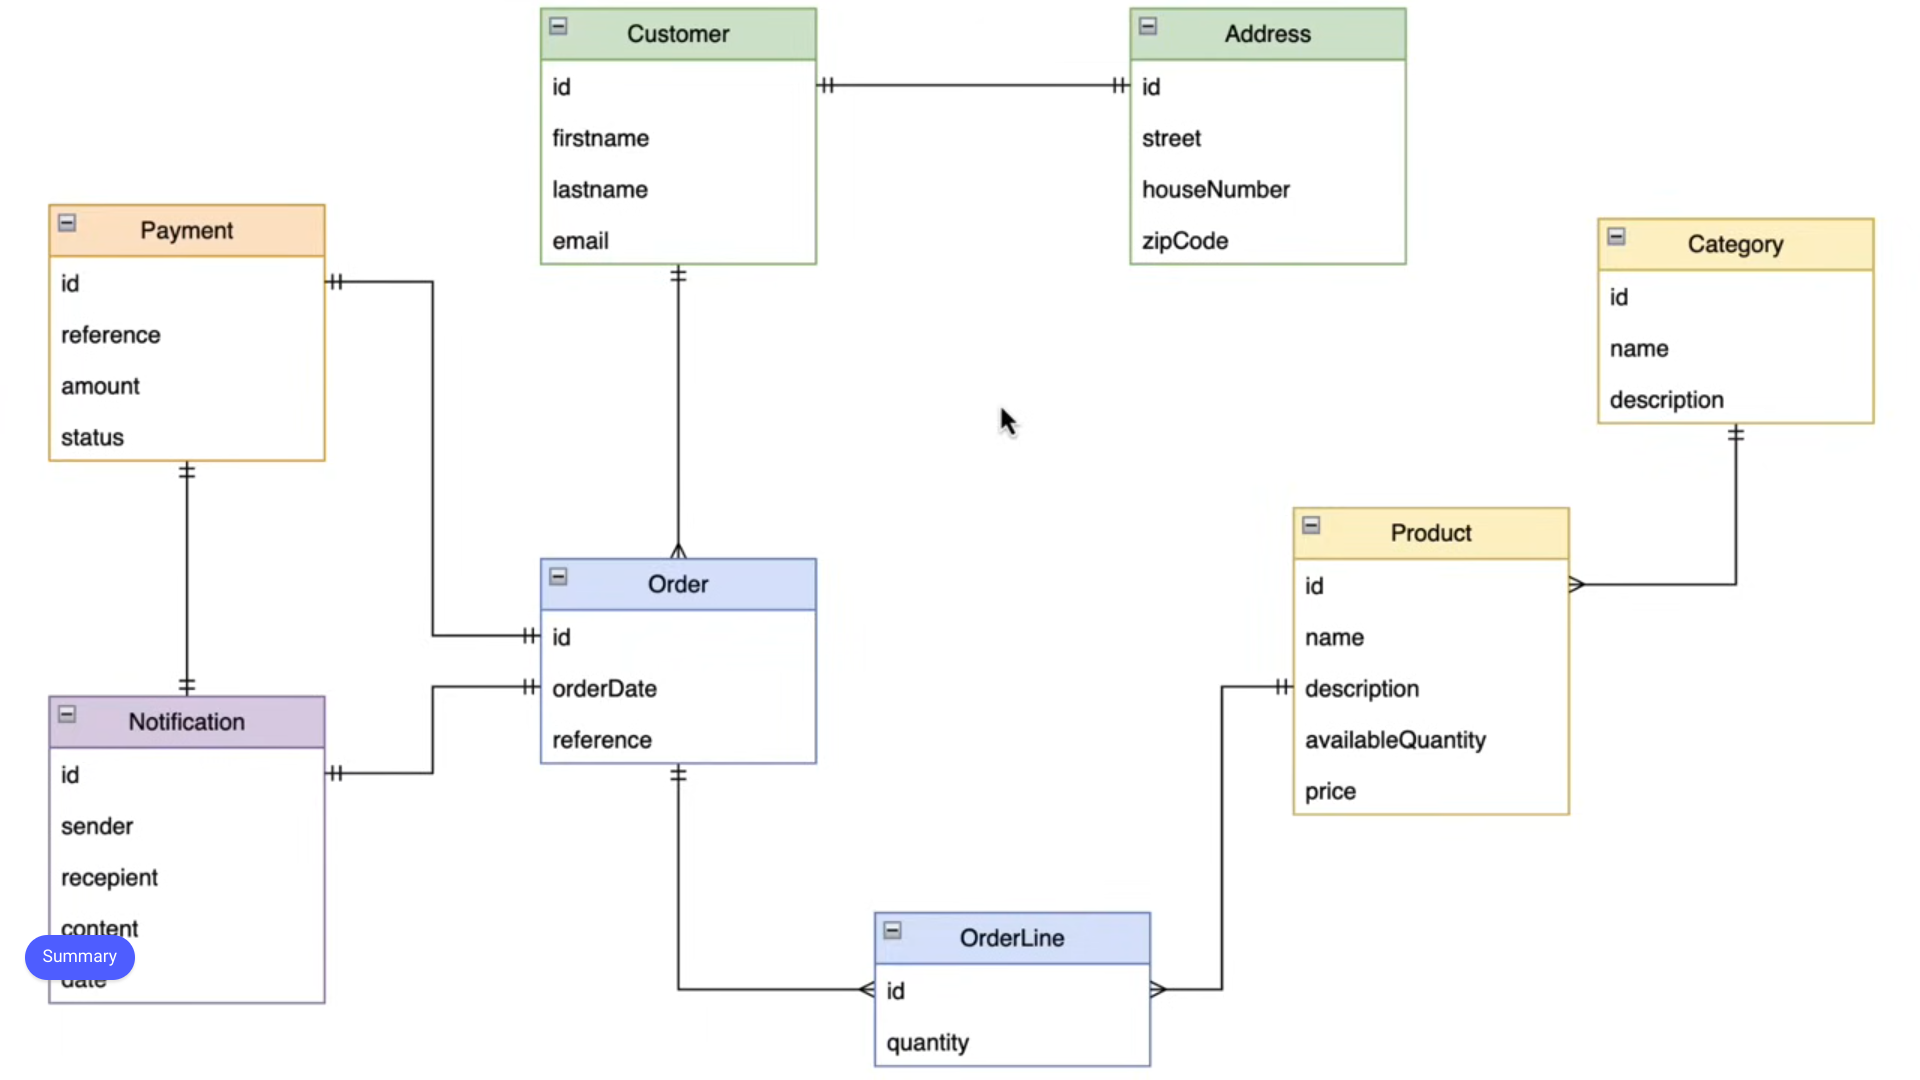 Customer
id
firstname
lastname
email
Address
id
street
houseNumber
zipCode
Payment
id
reference
amount
status
Category
id
name
description
Product
id
name
description
availableQuantity
price
Order
id
orderDate
reference
Notification
id
sender
recepient
content
date
Summary
OrderLine
id
quantity